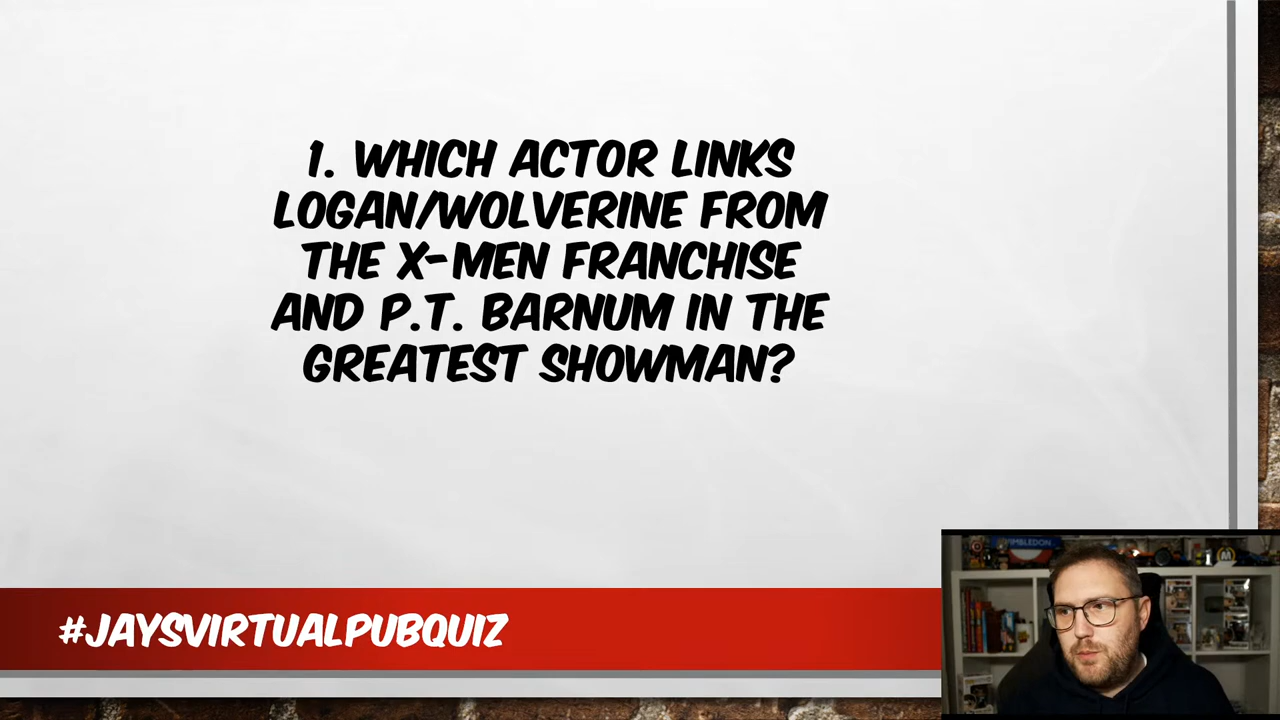 1. WHICH ACTOR LINKS
LOGAN/WOLVERINE FROM
THE X-MEN FRANCHISE
AND P.T. BARNUM IN THE
GREATEST SHOWMAN?
#JAYSVIRTUALPUBQUIZ